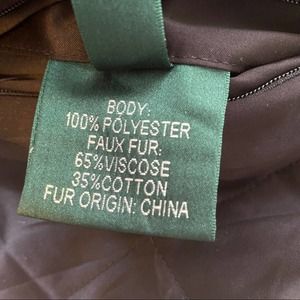 BODY:
100% POLYESTER
FAUX FUR:
65%VISCOSE
35%COTTON
FUR ORIGIN: CHINA